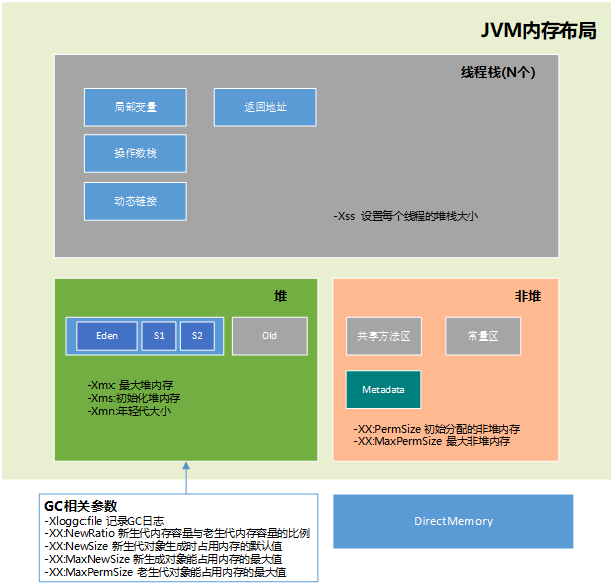 JVM内存布局
线程栈(N个)
局部变量
返回地址
操作数栈
动态链接
-Xss 设置每个线程的堆栈大小
堆
Eden
S1
S2
Old
-Xmx: 最大堆内存
-Xms:初始化堆内存
-Xmn:年轻代大小
非堆
共享方法区
常量区
Metadata
-XX:PermSize 初始分配的非堆内存
-XX:MaxPermSize 最大非堆内存
GC相关参数
-Xloggc:file 记录GC日志
-XX:NewRatio 新生代内存容量与老生代内存容量的比例
-XX:NewSize 新生代对象生成时占用内存的默认值
-XX:MaxNewSize 新生成对象能占用内存的最大值
-XX:MaxPermSize 老生代对象能占用内存的最大值
DirectMemory